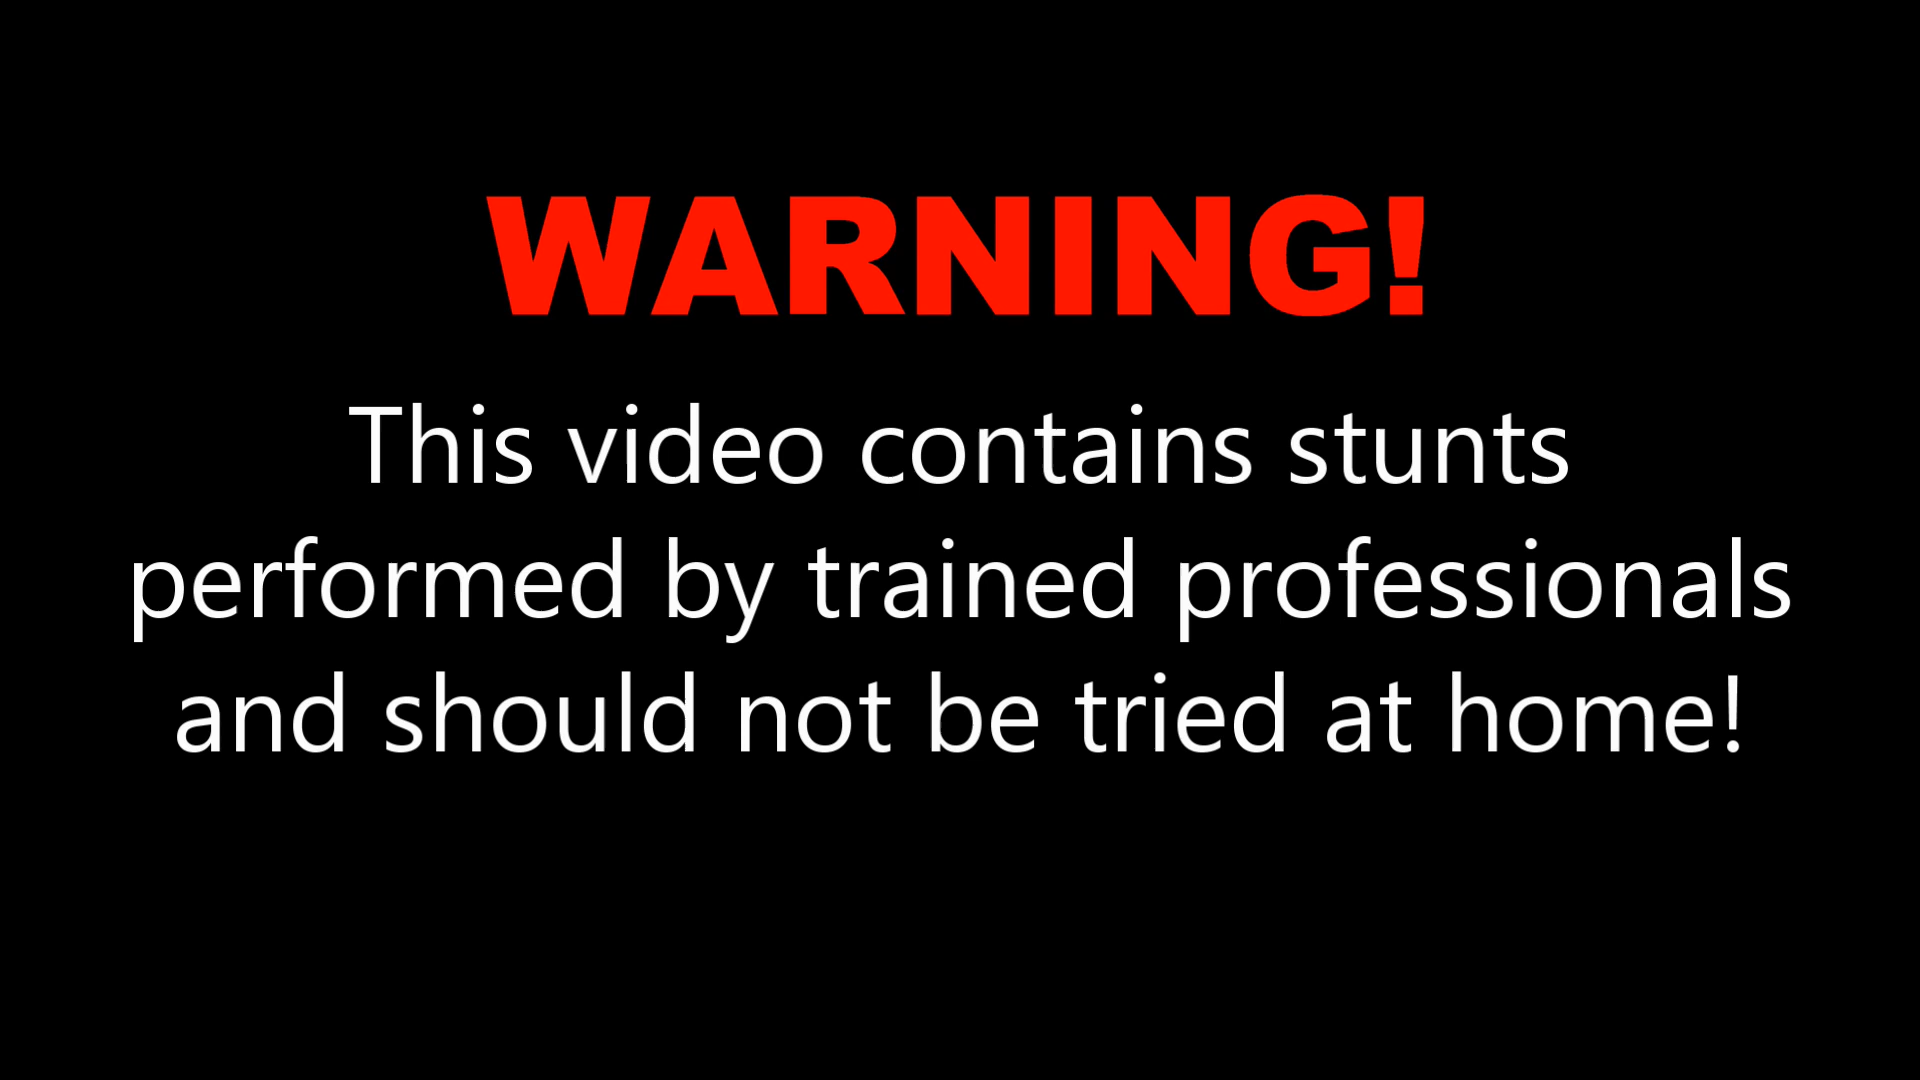 WARNING!
This video contains stunts
performed by trained professionals
and should not be tried at home!